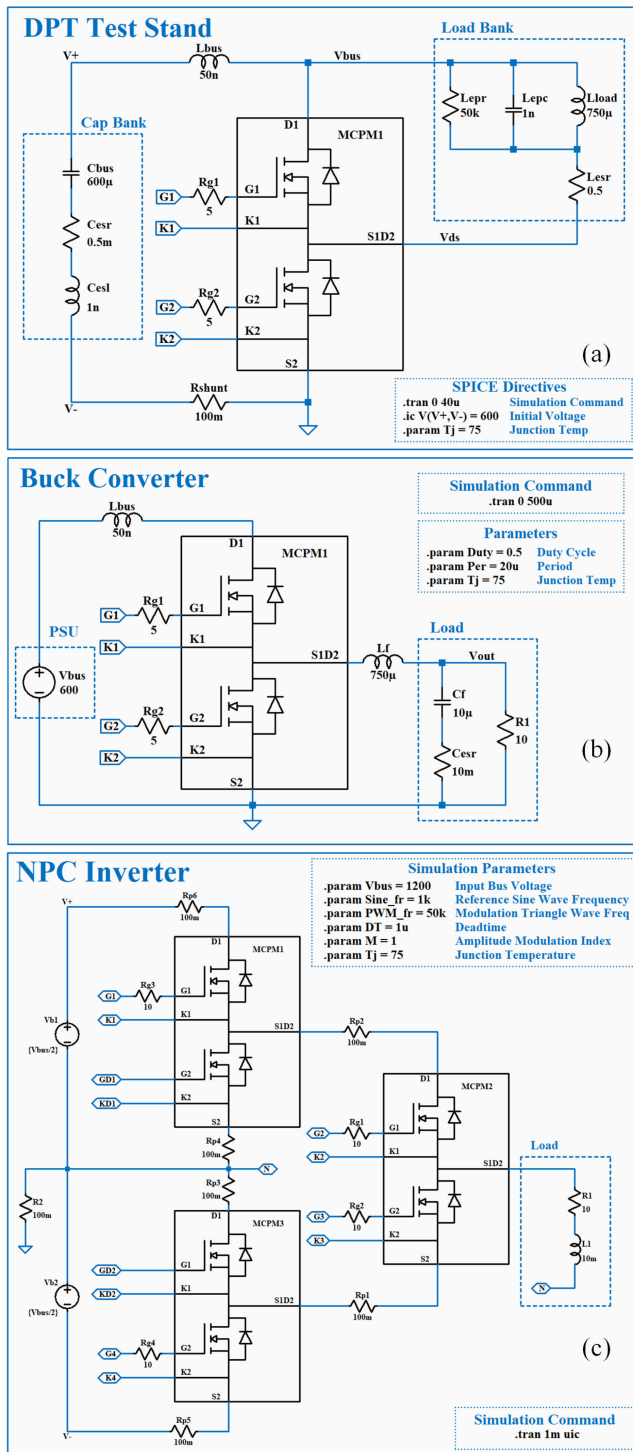 DPT Test Stand
Load Bank
V+
Lbus
50n
Vbus
Lepr
50k
Lepc
1n
Lload
750µ
Lesr
0.5
Cap Bank
Cbus
600µ
Cesr
0.5m
Cesl
1n
D1
MCPM1
G1
Rg1
5
G1
K1
K1
S1D2
Vds
G2
Rg2
5
G2
K2
K2
S2
Rshunt
100m
V-
(a)
SPICE Directives
.tran 0 40u Simulation Command
.ic V(V+,V-) = 600 Initial Voltage
.param Tj = 75 Junction Temp
Buck Converter
Simulation Command
.tran 0 500u
Lbus
50n
Parameters
.param Duty = 0.5 Duty Cycle
.param Per = 20u Period
.param Tj = 75 Junction Temp
D1
MCPM1
G1
Rg1
5
G1
K1
K1
PSU
Vbus
600
S1D2
Lf
750µ
Load
Vout
Cf
10µ
Cesr
10m
R1
10
G2
Rg2
5
G2
K2
K2
S2
(b)
NPC Inverter
Simulation Parameters
.param Vbus = 1200 Input Bus Voltage
.param Sine_fr = 1k Reference Sine Wave Frequency
.param PWM_fr = 50k Modulation Triangle Wave Freq
.param DT = 1u Deadtime
.param M = 1 Amplitude Modulation Index
.param Tj = 75 Junction Temperature
V+
Rp6
100m
D1
MCPM1
G1
Rg3
10
G1
K1
K1
Vb1
{Vbus/2}
S1D2
Rp2
100m
GD1
G2
KD1
K2
S2
D1
MCPM2
G2
Rg1
10
G1
K2
K1
S1D2
Load
R1
10
L1
10m
N
G3
Rg2
10
G2
K3
K2
S2
Rp4
100m
N
Rp3
100m
R2
100m
D1
MCPM3
GD2
G1
KD2
K1
Vb2
{Vbus/2}
S1D2
Rp1
100m
G4
Rg4
10
G2
K4
K2
S2
V-
Rp5
100m
(c)
Simulation Command
.tran 1m uic